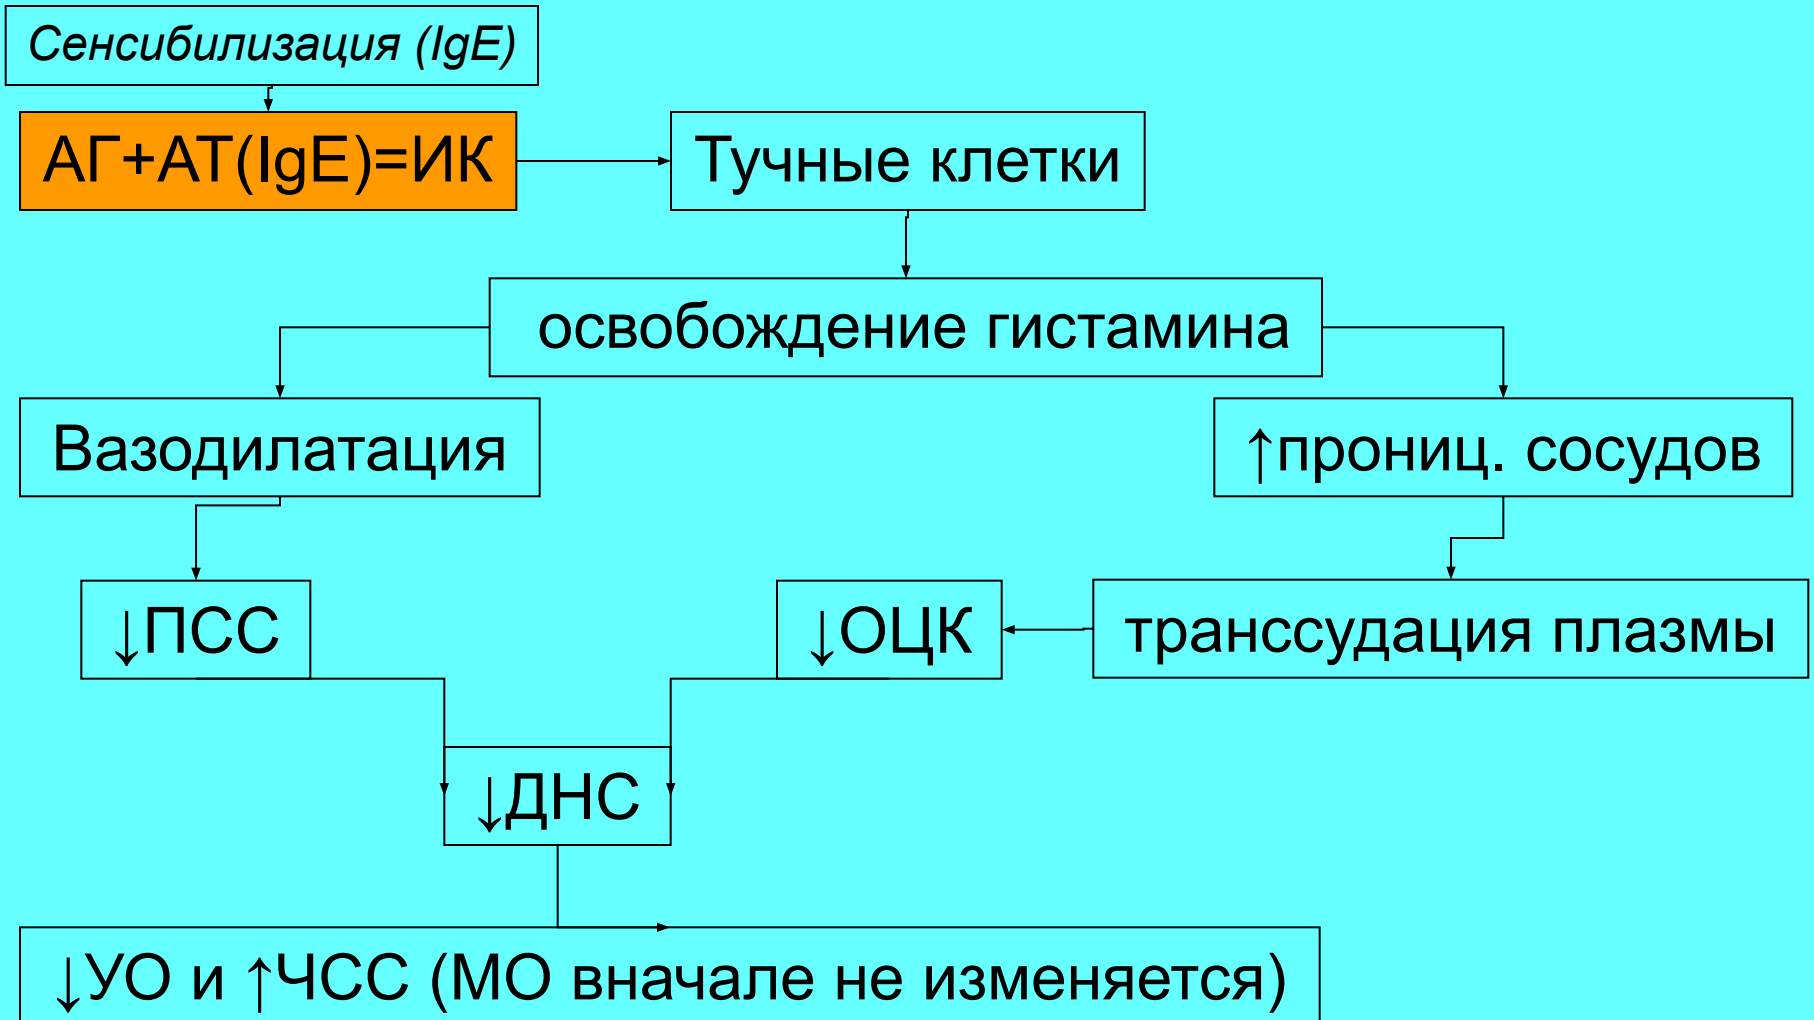 Сенсибилизация (IgE)
АГ+АТ(IgE)=ИК
Тучные клетки
освобождение гистамина
Вазодилатация
↑прониц. сосудов
↓ПСС
↓ОЦК
транссудация плазмы
↓ДНС
↓УО и ↑ЧСС (МО вначале не изменяется)